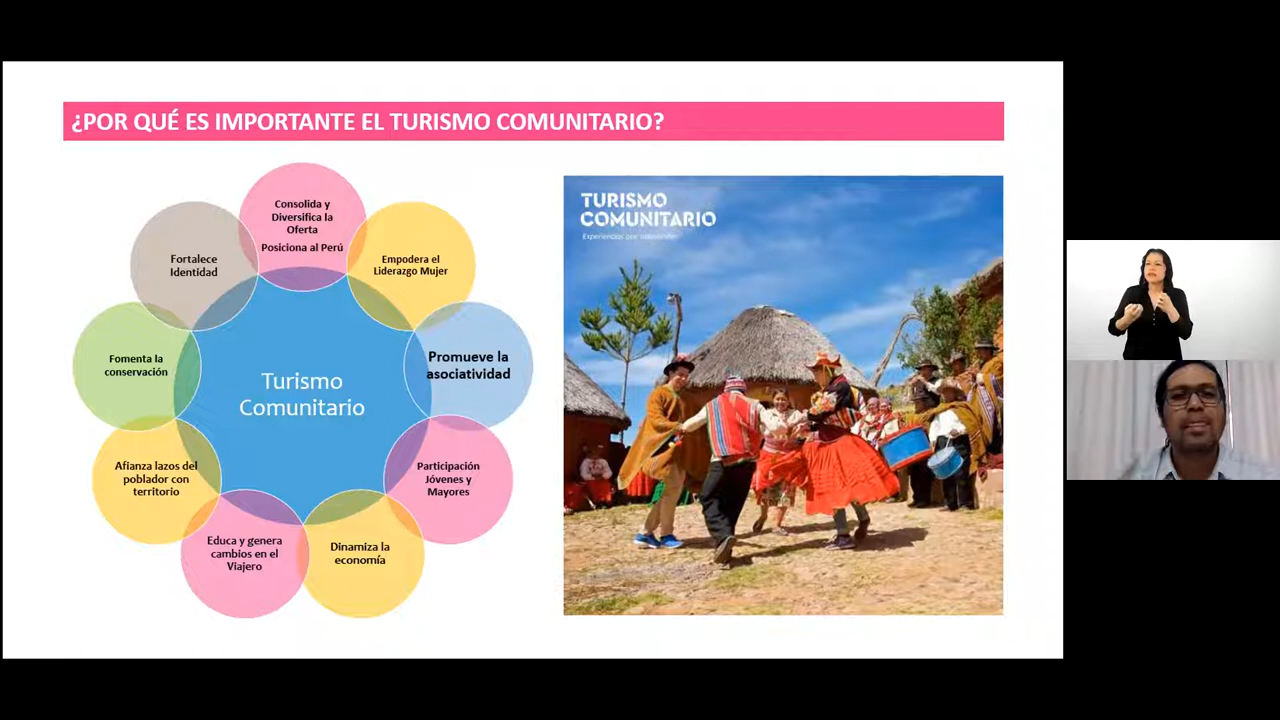 ¿POR QUÉ ES IMPORTANTE EL TURISMO COMUNITARIO?
Consolida y
Diversifica la
Oferta
Posiciona al Perú
Empodera el
Liderazgo Mujer
Promueve la
asociatividad
Participación
Jóvenes y
Mayores
Dinamiza la
economía
Educa y genera
cambios en el
Viajero
Afianza lazos del
poblador con
territorio
Fomenta la
conservación
Fortalece
Identidad
Turismo
Comunitario
TURISMO
COMUNITARIO
Experiencias que